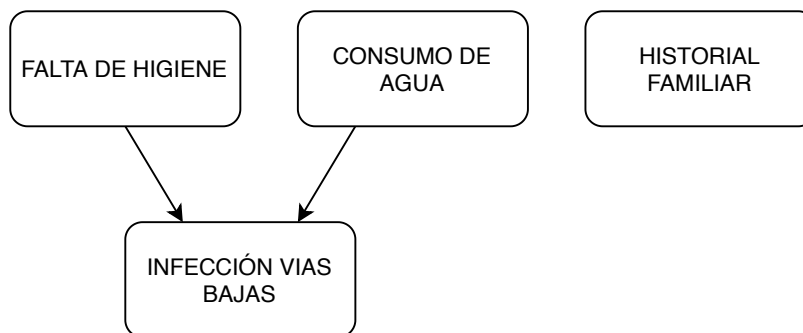 FALTA DE HIGIENE
CONSUMO DE
AGUA
HISTORIAL
FAMILIAR
INFECCIÓN VIAS
BAJAS